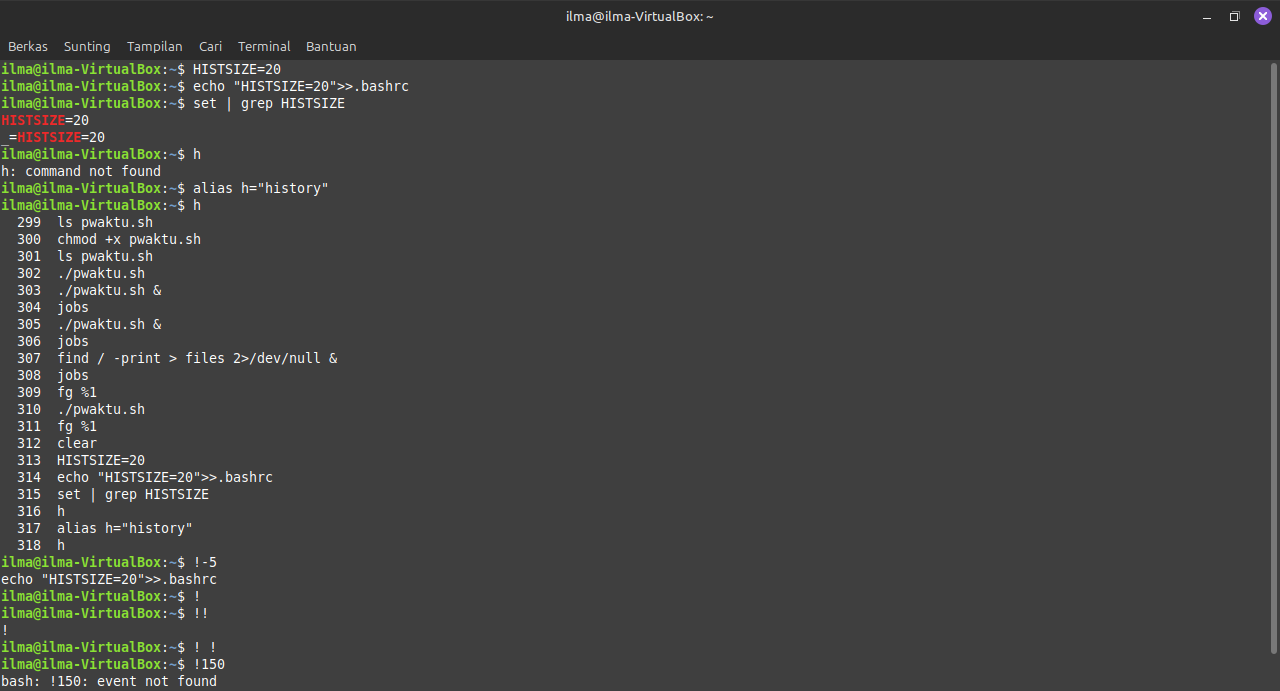 ilma@ilma-VirtualBox: ~
Berkas Sunting Tampilan Cari Terminal Bantuan
ilma@ilma-VirtualBox:~$ HISTSIZE=20
ilma@ilma-VirtualBox:~$ echo "HISTSIZE=20">>.bashrc
ilma@ilma-VirtualBox:~$ set | grep HISTSIZE
HISTSIZE=20
_=HISTSIZE=20
ilma@ilma-VirtualBox:~$ h
h: command not found
ilma@ilma-VirtualBox:~$ alias h="history"
ilma@ilma-VirtualBox:~$ h
  299  ls pwaktu.sh
  300  chmod +x pwaktu.sh
  301  ls pwaktu.sh
  302  ./pwaktu.sh
  303  ./pwaktu.sh &
  304  jobs
  305  ./pwaktu.sh &
  306  jobs
  307  find / -print > files 2>/dev/null &
  308  jobs
  309  fg %1
  310  ./pwaktu.sh
  311  fg %1
  312  clear
  313  HISTSIZE=20
  314  echo "HISTSIZE=20">>.bashrc
  315  set | grep HISTSIZE
  316  h
  317  alias h="history"
  318  h
ilma@ilma-VirtualBox:~$ !-5
echo "HISTSIZE=20">>.bashrc
ilma@ilma-VirtualBox:~$ !
ilma@ilma-VirtualBox:~$ !!
!
ilma@ilma-VirtualBox:~$ ! !
ilma@ilma-VirtualBox:~$ !150
bash: !150: event not found